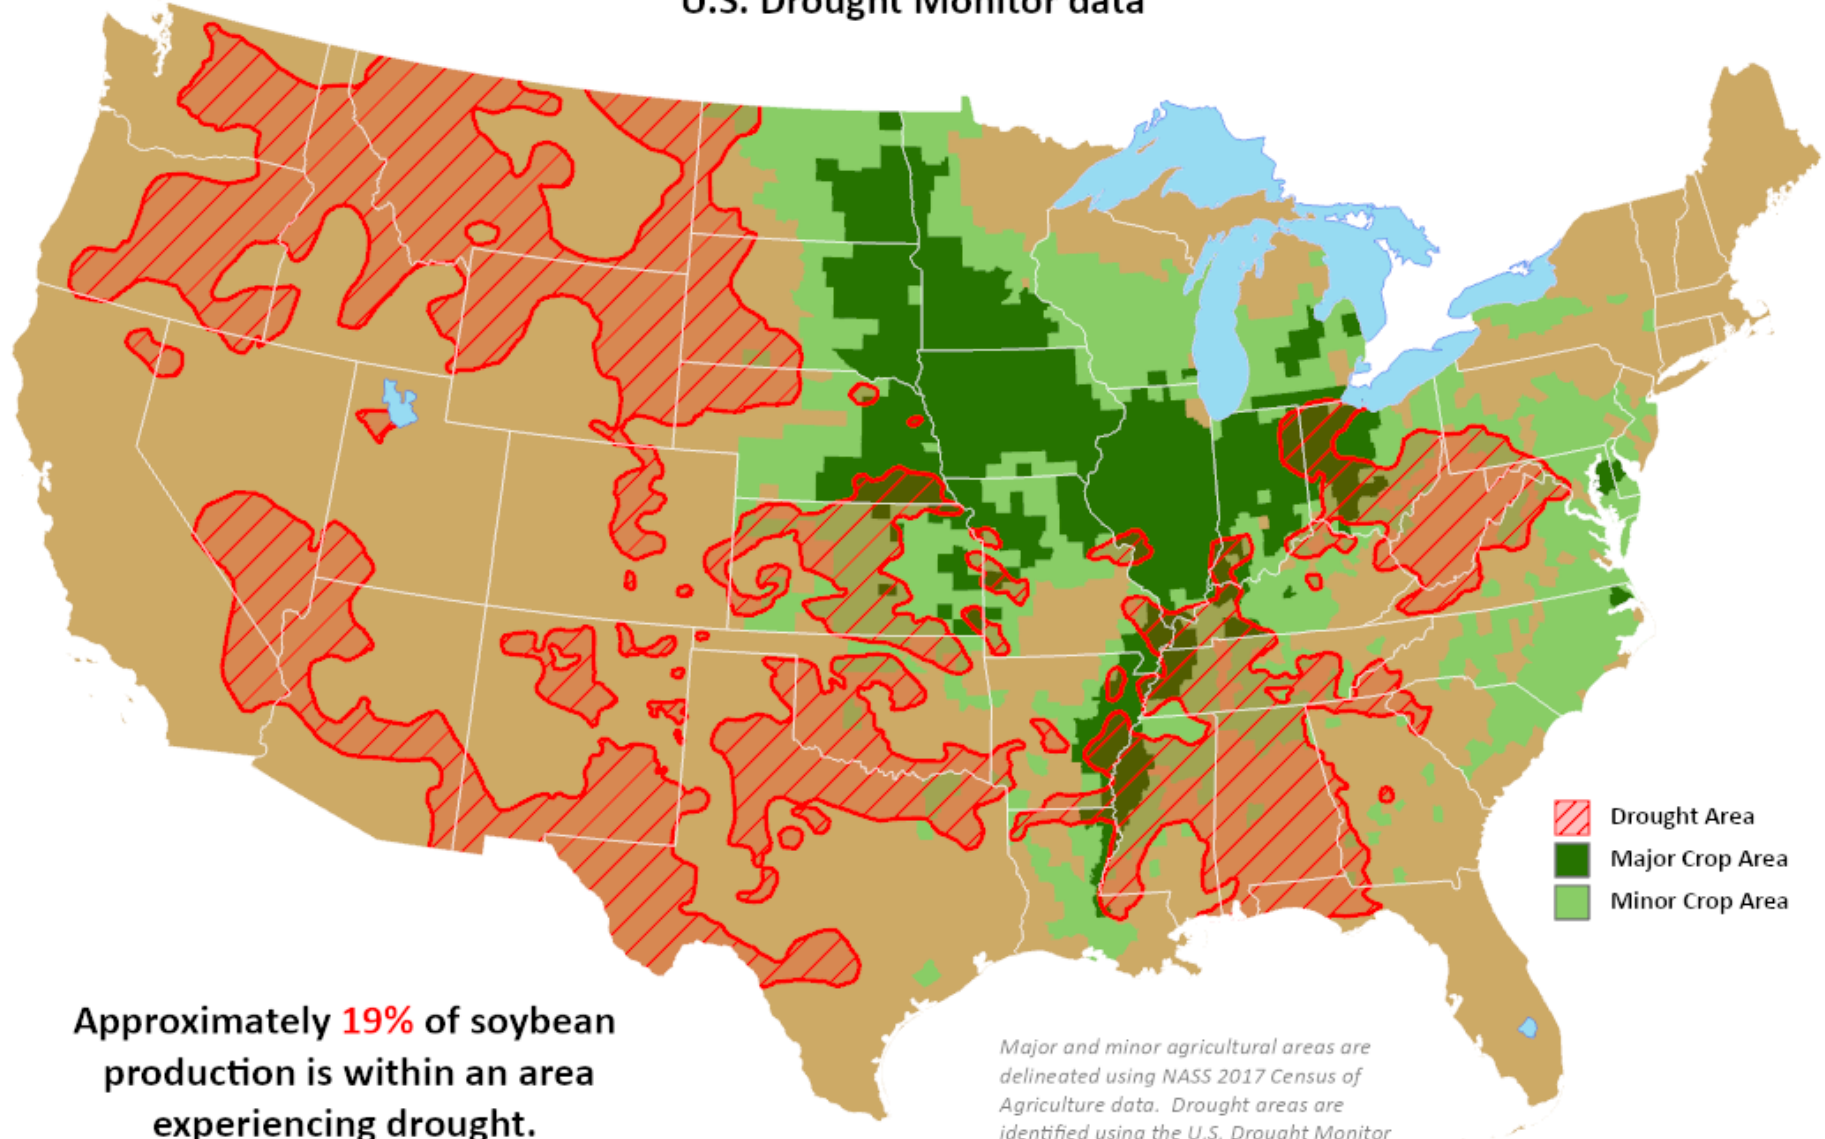 U.S. Drought Monitor data
Drought Area
Major Crop Area
Minor Crop Area
Approximately 19% of soybean
production is within an area
experiencing drought.
Major and minor agricultural areas are
delineated using NASS 2017 Census of
Agriculture data. Drought areas are
identified using the U.S. Drought Monitor